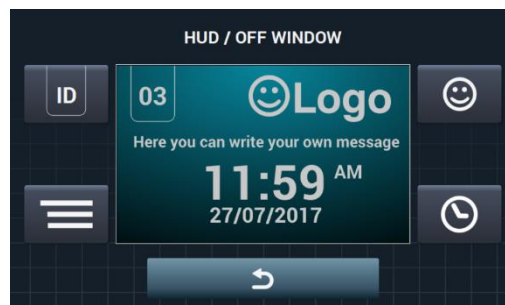 HUD / OFF WINDOW
ID
03
Logo
Here you can write your own message
11:59 AM
27/07/2017